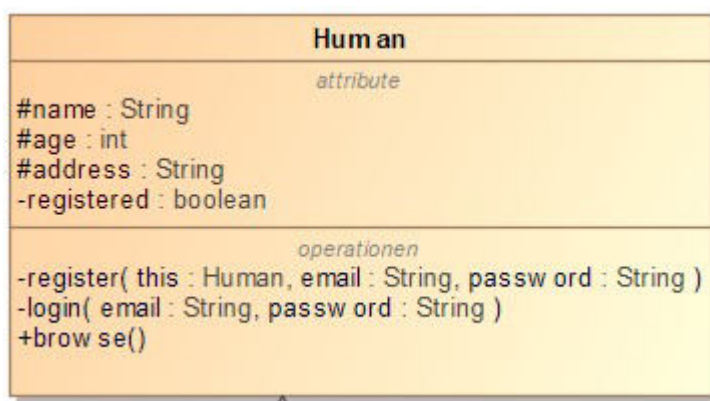 Human
attribute
#name : String
#age : int
#address : String
-registered : boolean
operationen
-register( this : Human, email : String, password : String )
-login( email : String, password : String )
+browse()